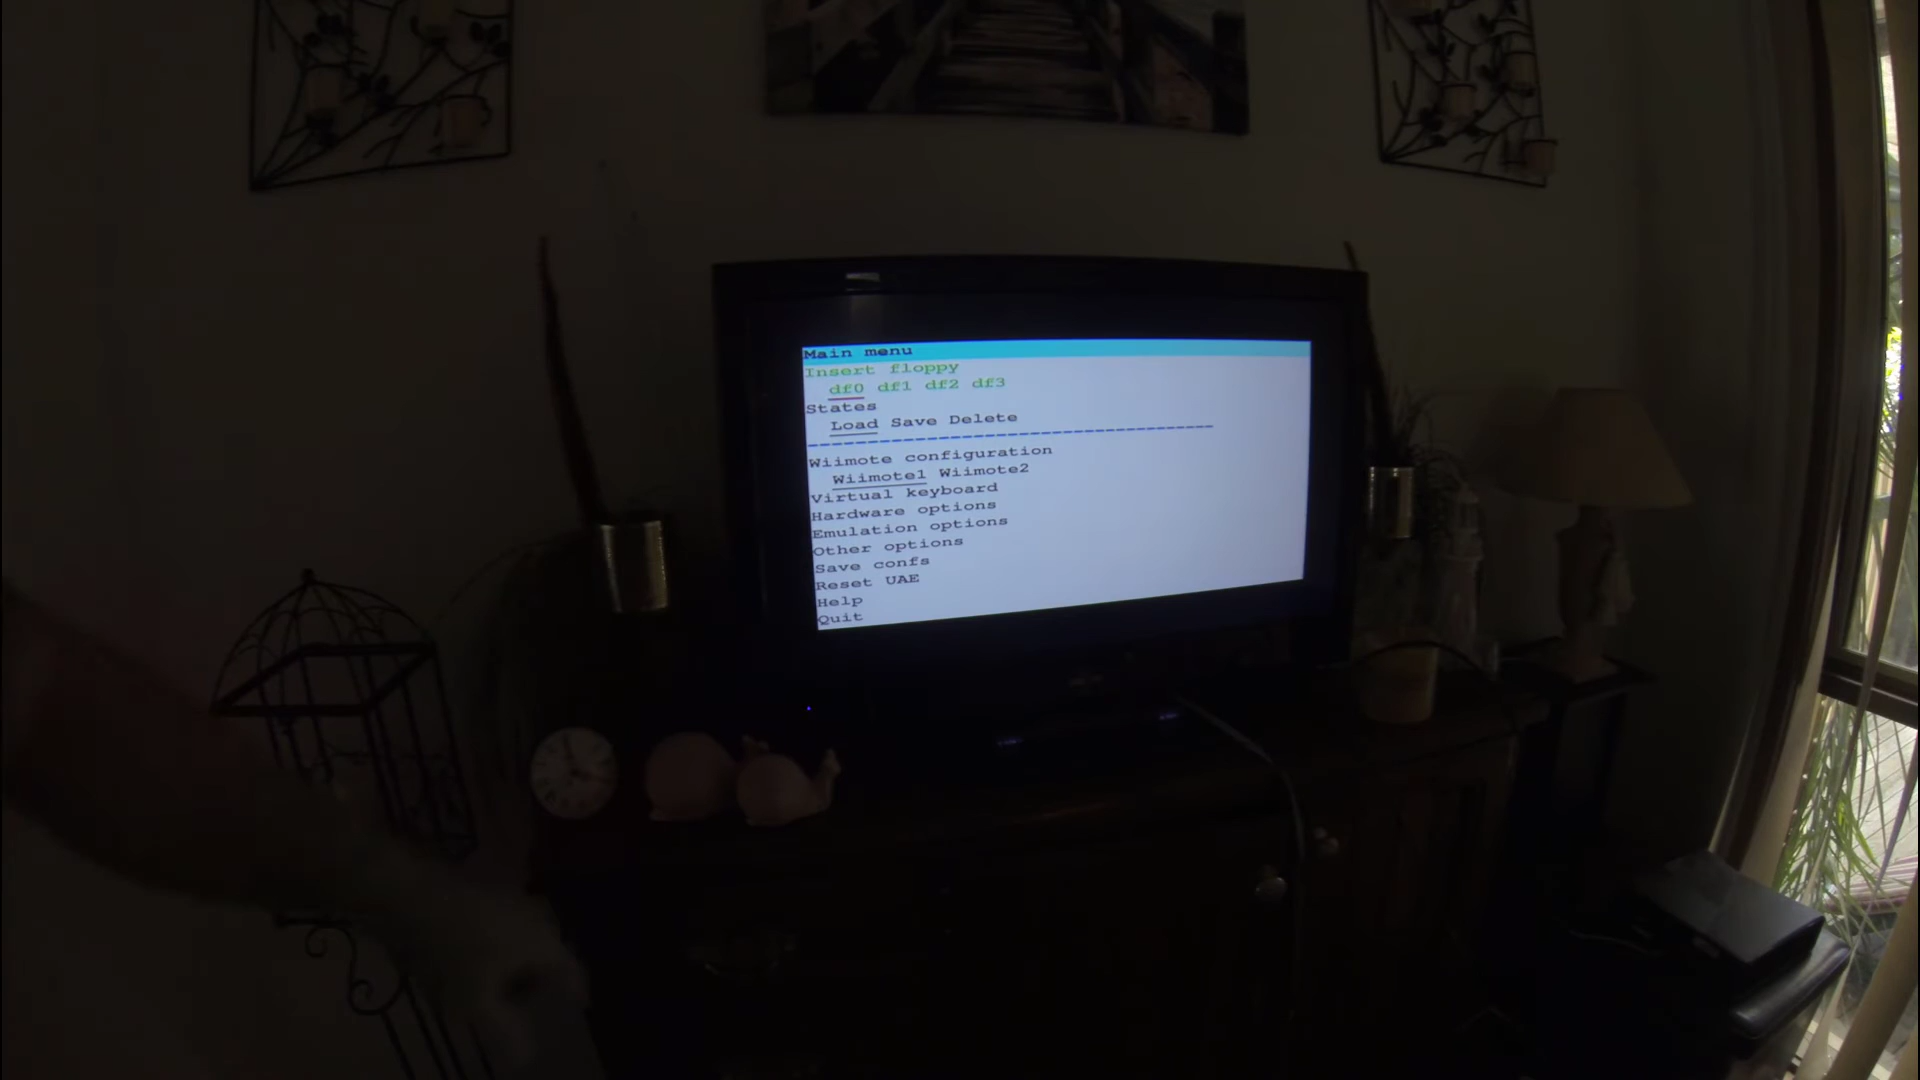 Main menu
Insert floppy
df0 df1 df2 df3
States
Load Save Delete
Wiimote configuration
Wiimote1 Wiimote2
Virtual keyboard
Hardware options
Emulation options
Other options
Save confs
Reset UAE
Help
Quit